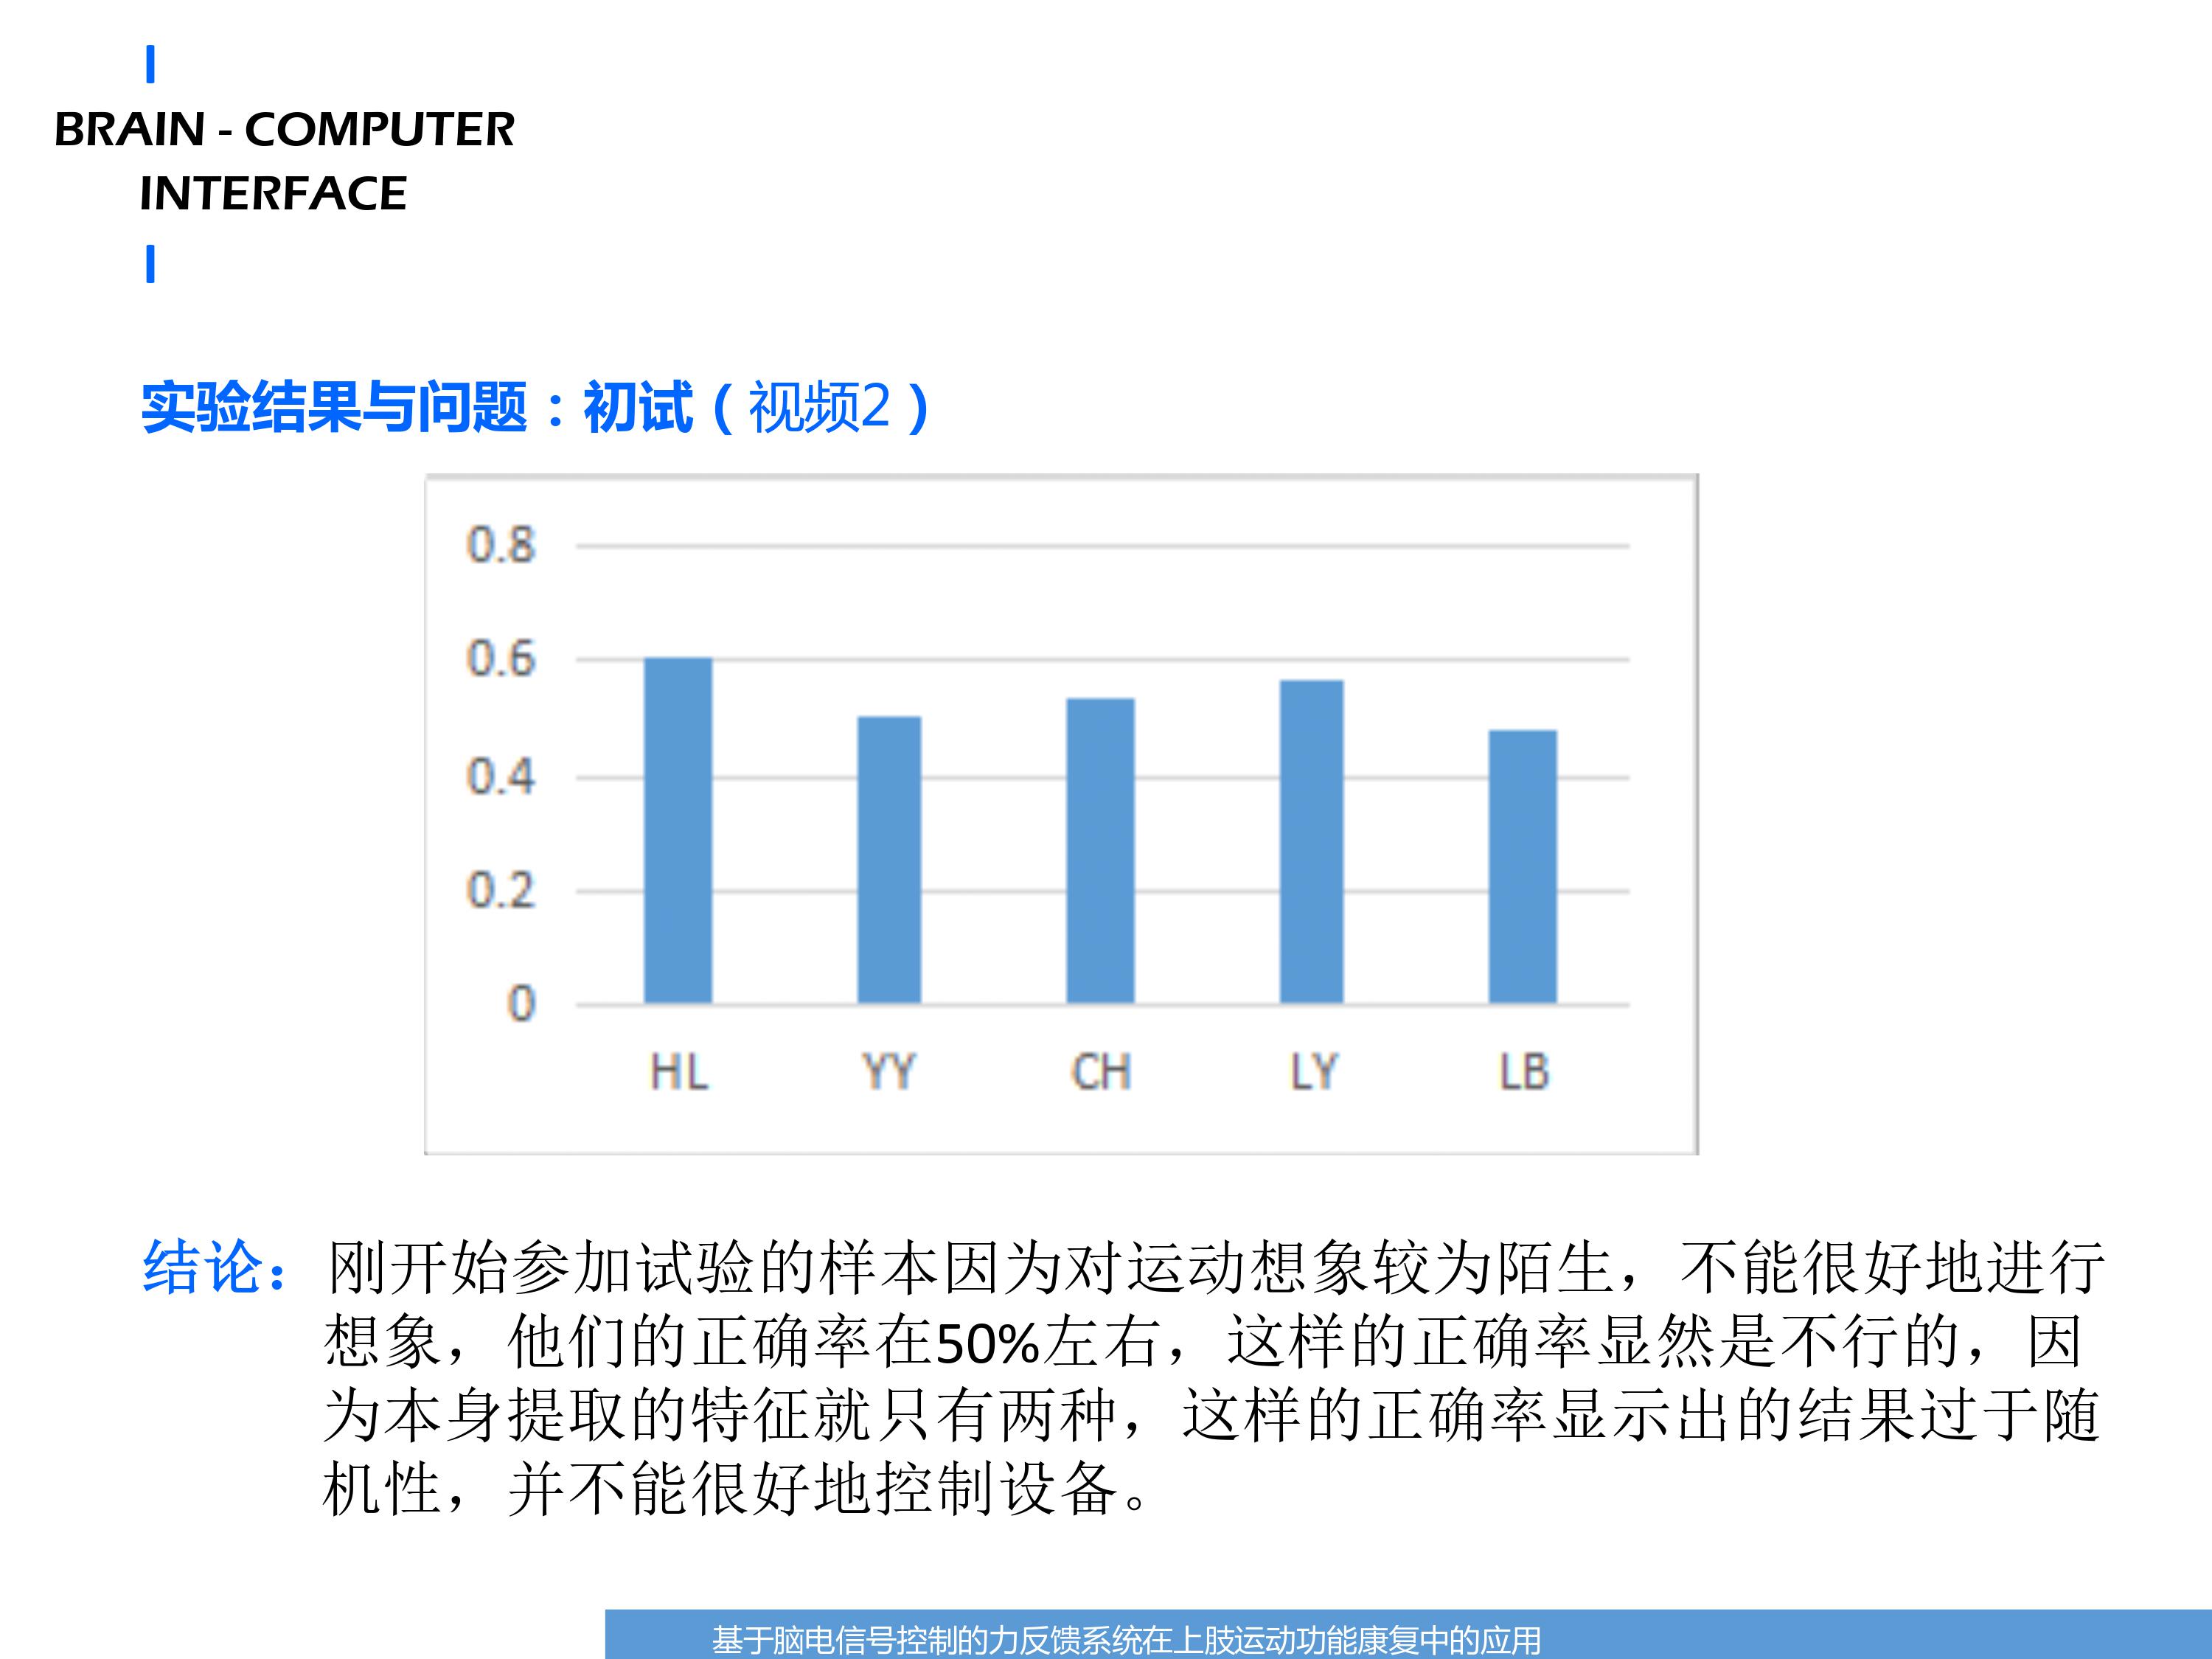 BRAIN - COMPUTER
INTERFACE
实验结果与问题：初试（视频2）
0.8
0.6
0.4
0.2
0
HL YY CH LY LB
结论：刚开始参加试验的样本因为对运动想象较为陌生，不能很好地进行
想象，他们的正确率在50%左右，这样的正确率显然是不行的，因
为本身提取的特征就只有两种，这样的正确率显示出的结果过于随
机性，并不能很好地控制设备。
基于脑电信号控制的力反馈系统在上肢运动功能康复中的应用